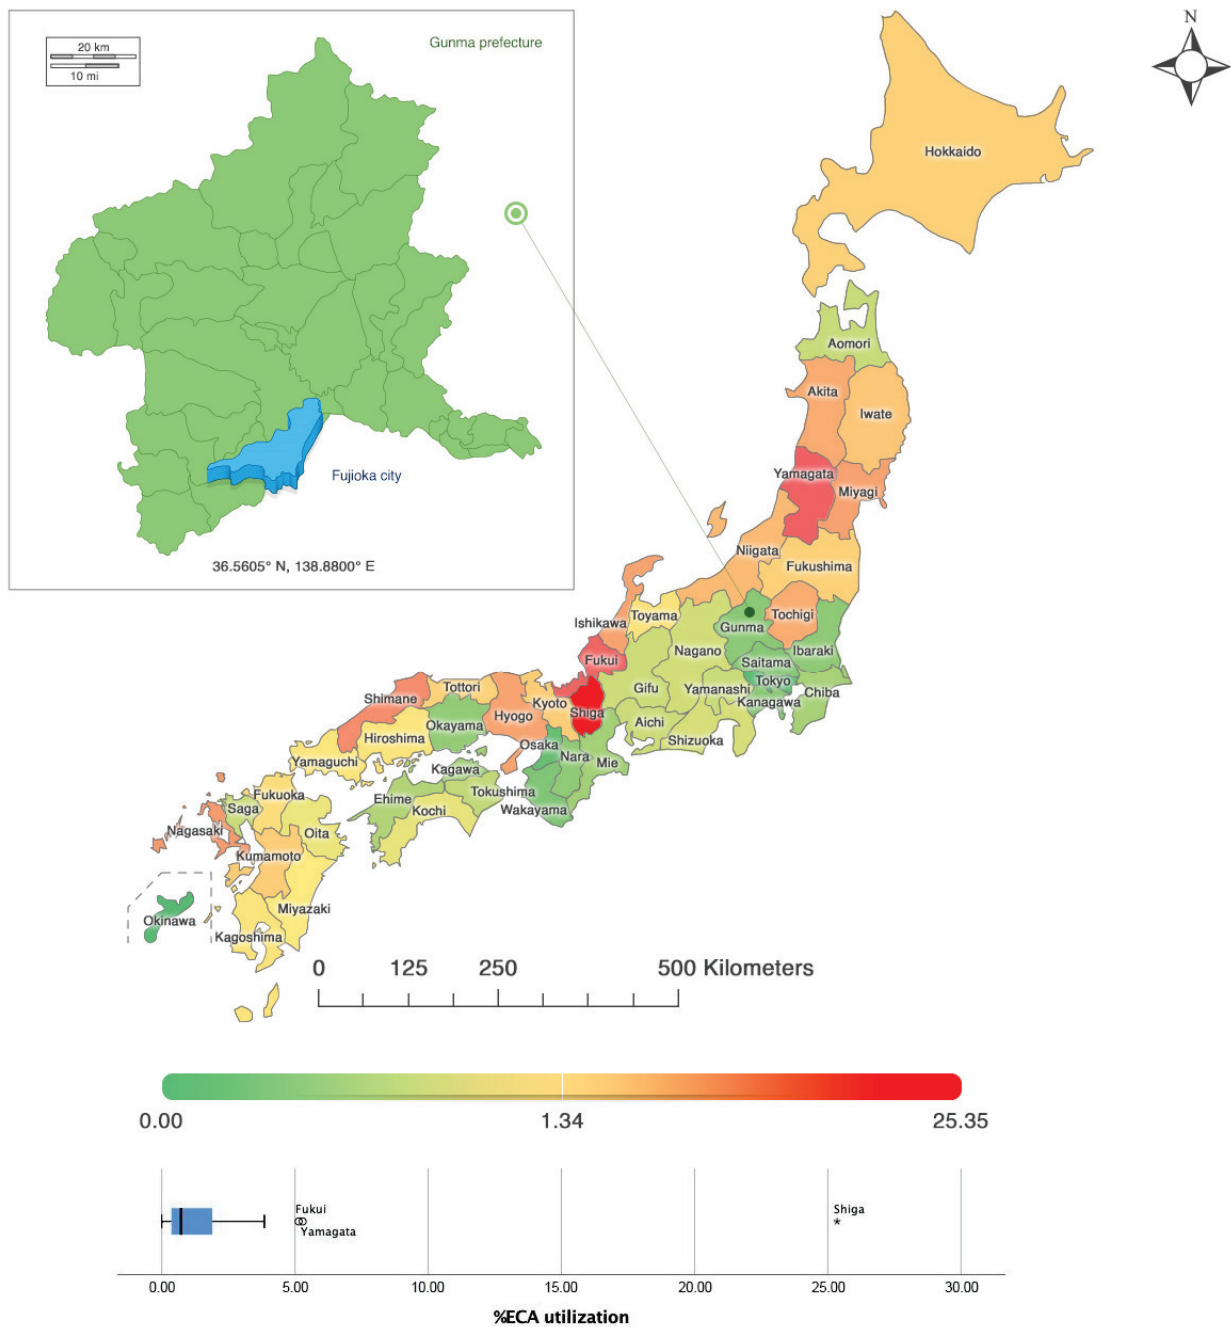 20 km
10 mi
Gunma prefecture
Fujioka city
36.5605° N, 138.8800° E
N
Hokkaido
Aomori
Akita
Iwate
Yamagata
Miyagi
Niigata
Fukushima
Ishikawa
Toyama
Gunma
Tochigi
Fukui
Nagano
Saitama
Ibaraki
Shimane
Tottori
Kyoto
Gifu
Yamanashi
Tokyo
Chiba
Kanagawa
Hyogo
Shiga
Okayama
Hiroshima
Aichi
Shizuoka
Osaka
Nara
Mie
Yamaguchi
Kagawa
Tokushima
Wakayama
Ehime
Kochi
Fukuoka
Saga
Oita
Nagasaki
Kumamoto
Okinawa
Miyazaki
Kagoshima
0 125 250 500 Kilometers
0.00 1.34 25.35
Fukui
Yamagata
Shiga
*
0.00 5.00 10.00 15.00 20.00 25.00 30.00
%ECA utilization